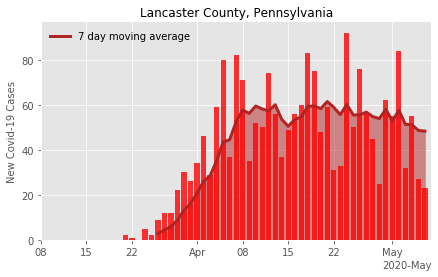 Lancaster County, Pennsylvania
7 day moving average
New Covid-19 Cases
80
60
40
20
0
08 15 22 Apr 08 15 22 May
2020-May